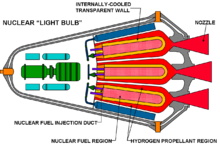 INTERNALLY-COOLED
TRANSPARENT WALL
NOZZLE
NUCLEAR "LIGHT BULB"
NUCLEAR FUEL INJECTION DUCT
NUCLEAR FUEL REGION
HYDROGEN PROPELLANT REGION